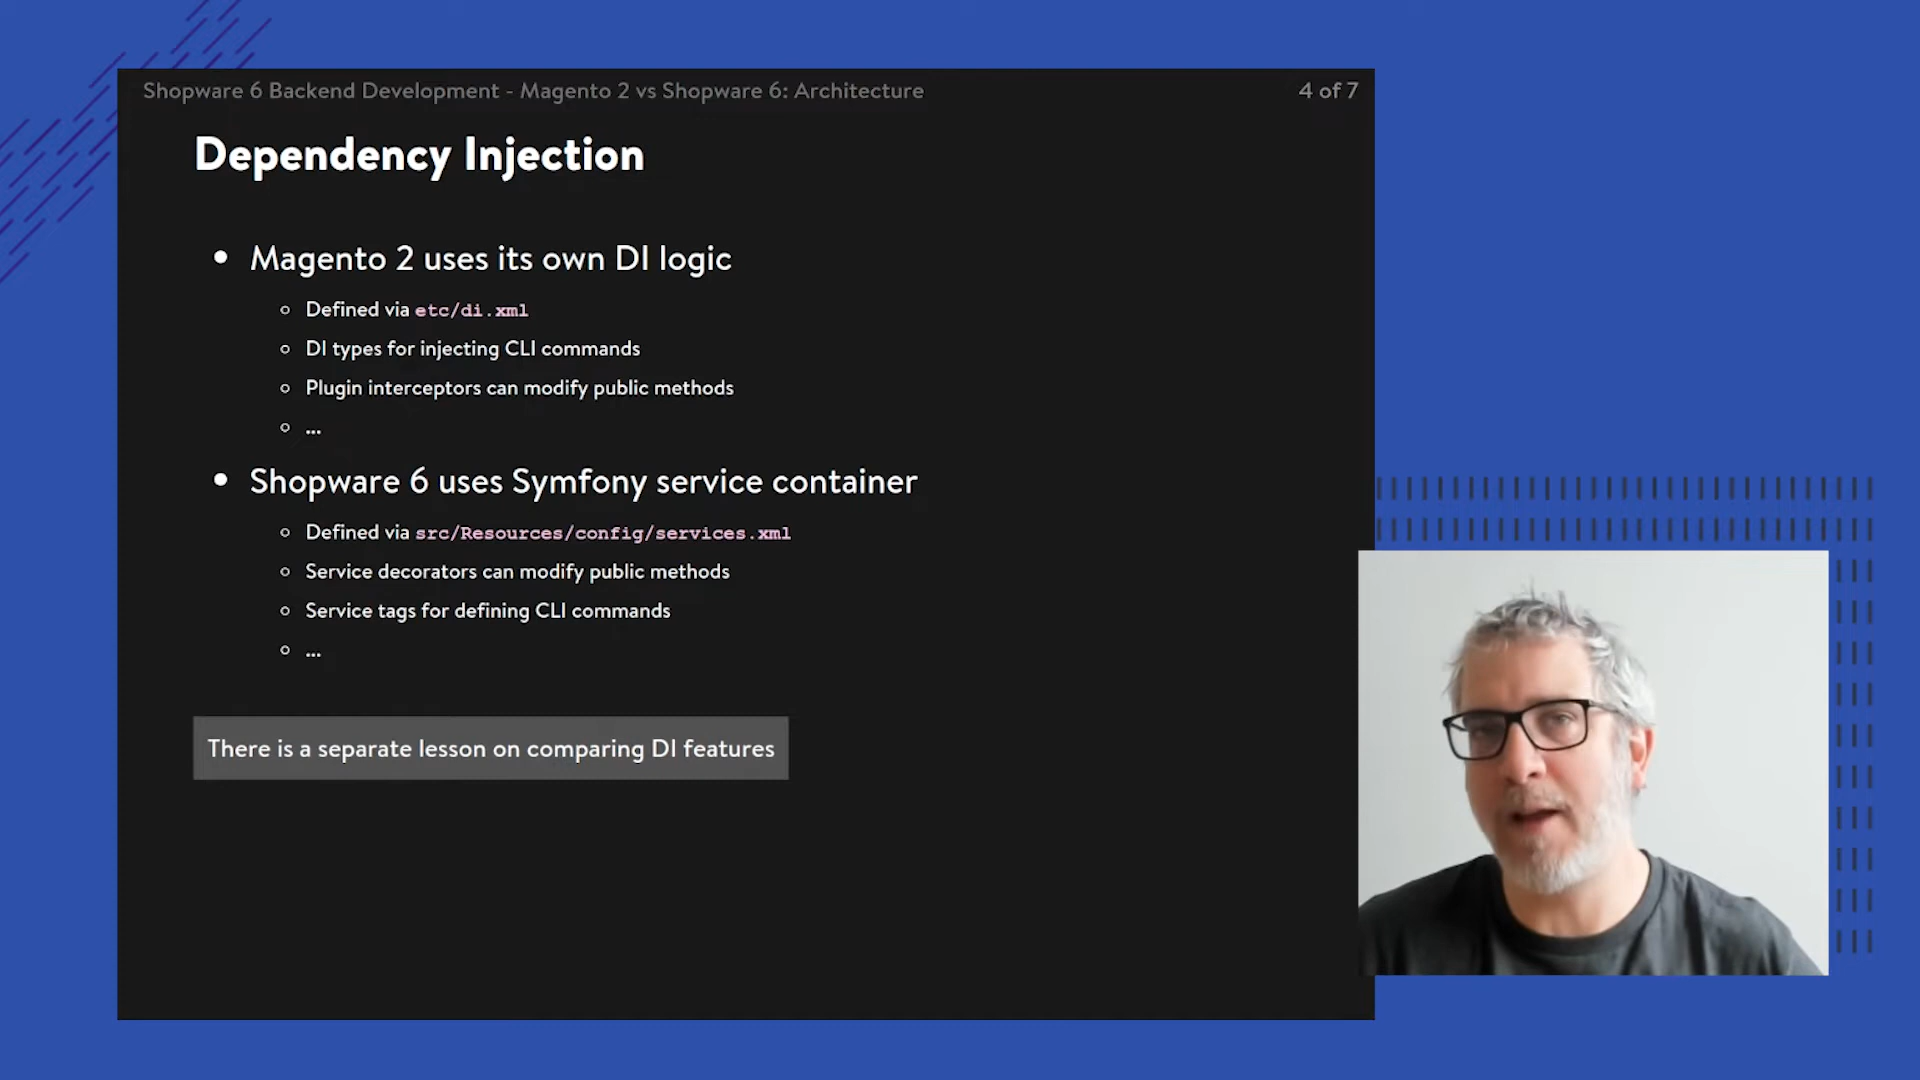 Shopware 6 Backend Development - Magento 2 vs Shopware 6: Architecture
4 of 7
Dependency Injection
• Magento 2 uses its own DI logic
○ Defined via etc/di.xml
○ DI types for injecting CLI commands
○ Plugin interceptors can modify public methods
○ ...
• Shopware 6 uses Symfony service container
○ Defined via src/Resources/config/services.xml
○ Service decorators can modify public methods
○ Service tags for defining CLI commands
○ ...
There is a separate lesson on comparing DI features